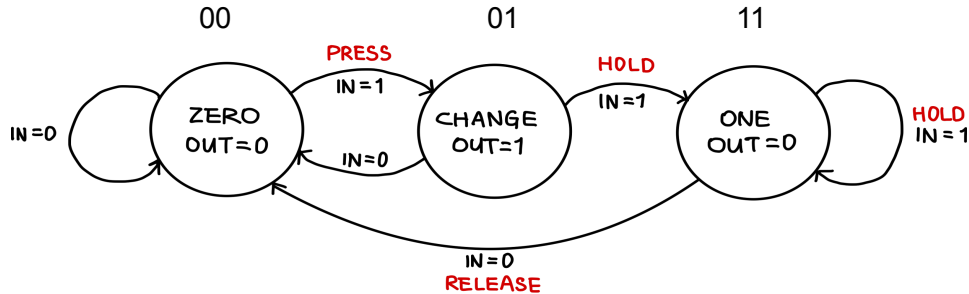 00
01
11
PRESS
IN=1
HOLD
IN=1
IN=0
ZERO
OUT=0
CHANGE
OUT=1
ONE
OUT=0
HOLD
IN=1
IN=0
IN=0
RELEASE